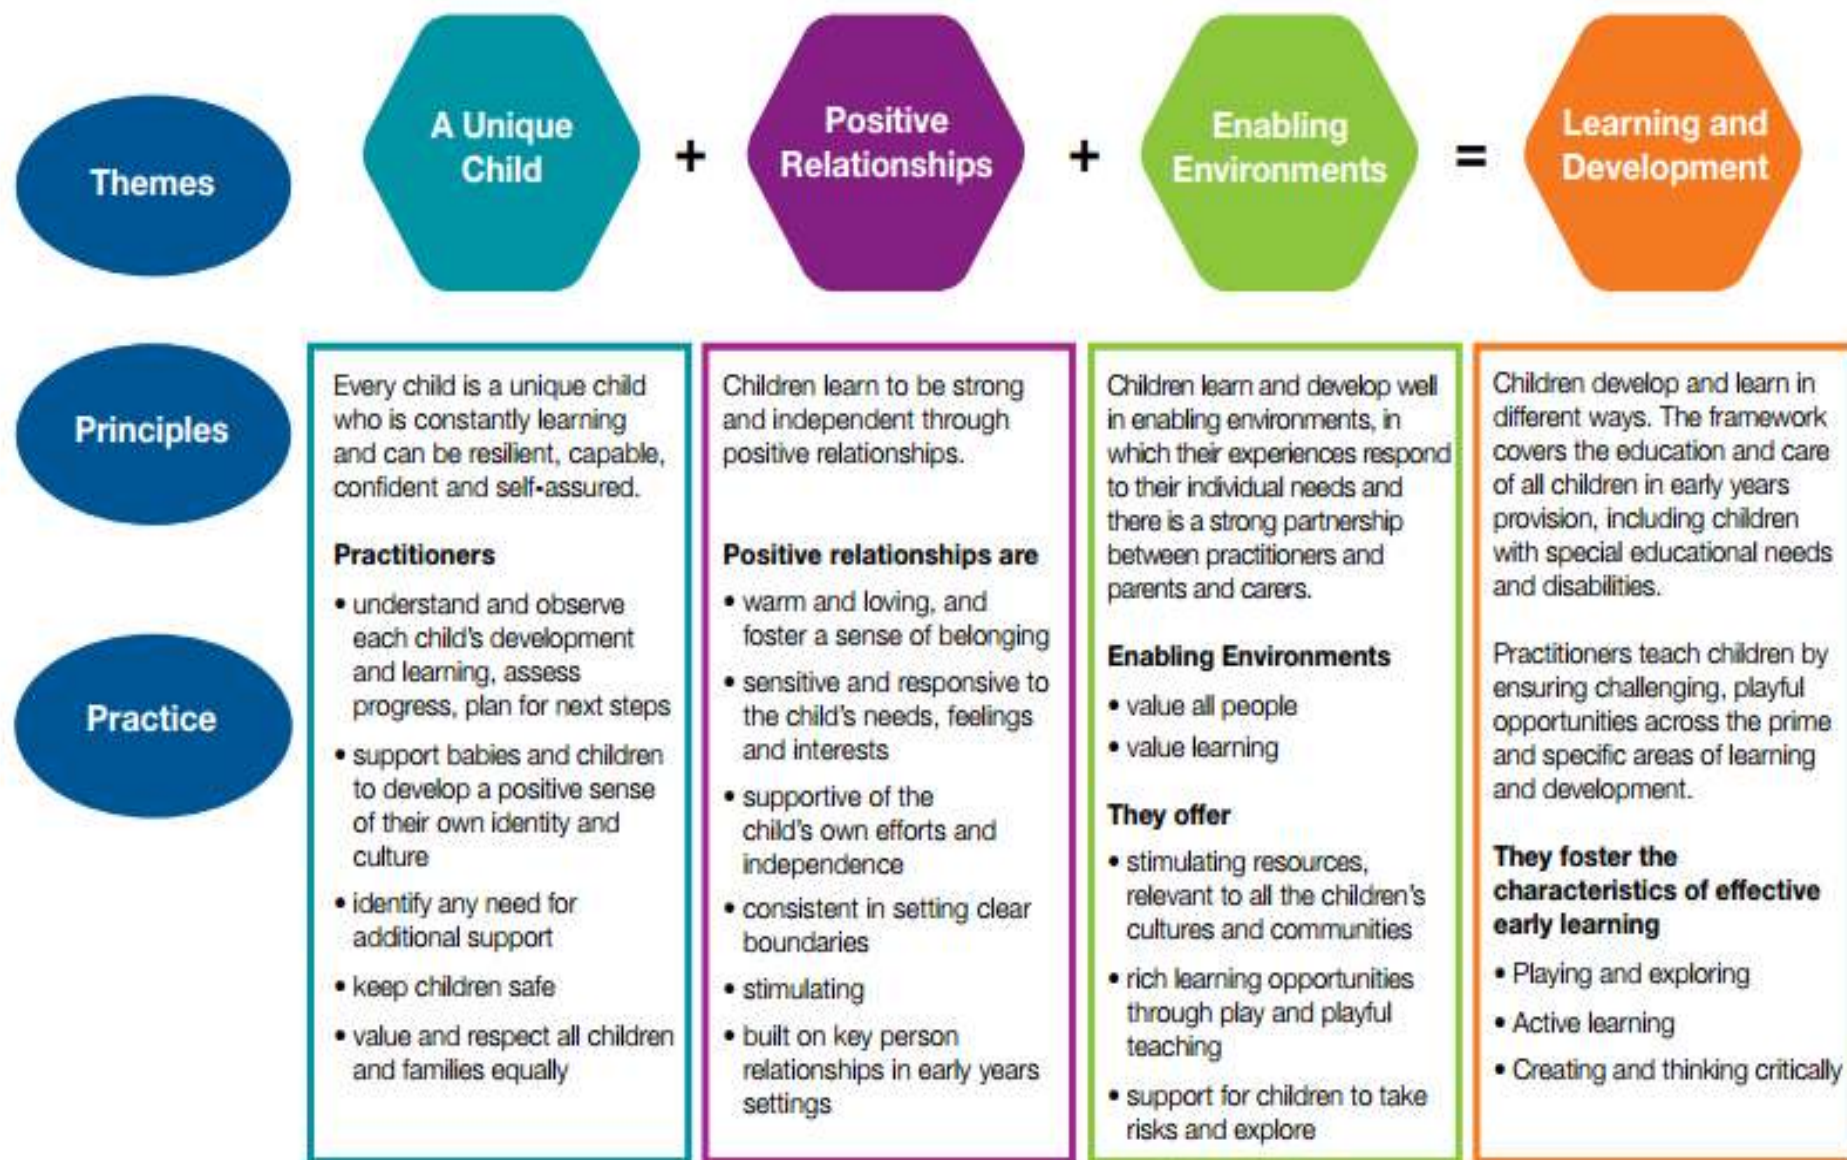 Themes
A Unique
Child
+
Positive
Relationships
+
Enabling
Environments
=
Learning and
Development
Principles
Practice
Every child is a unique child
who is constantly learning
and can be resilient, capable,
confident and self-assured.
Practitioners
• understand and observe
each child's development
and learning, assess
progress, plan for next steps
• support babies and children
to develop a positive sense
of their own identity and
culture
• identify any need for
additional support
• keep children safe
• value and respect all children
and families equally
Children learn to be strong
and independent through
positive relationships.
Positive relationships are
• warm and loving, and
foster a sense of belonging
• sensitive and responsive to
the child's needs, feelings
and interests
• supportive of the
child's own efforts and
independence
• consistent in setting clear
boundaries
• stimulating
• built on key person
relationships in early years
settings
Children learn and develop well
in enabling environments, in
which their experiences respond
to their individual needs and
there is a strong partnership
between practitioners and
parents and carers.
Enabling Environments
• value all people
• value learning
They offer
• stimulating resources,
relevant to all the children's
cultures and communities
• rich learning opportunities
through play and playful
teaching
• support for children to take
risks and explore
Children develop and learn in
different ways. The framework
covers the education and care
of all children in early years
provision, including children
with special educational needs
and disabilities.
Practitioners teach children by
ensuring challenging, playful
opportunities across the prime
and specific areas of learning
and development.
They foster the
characteristics of effective
early learning
• Playing and exploring
• Active learning
• Creating and thinking critically